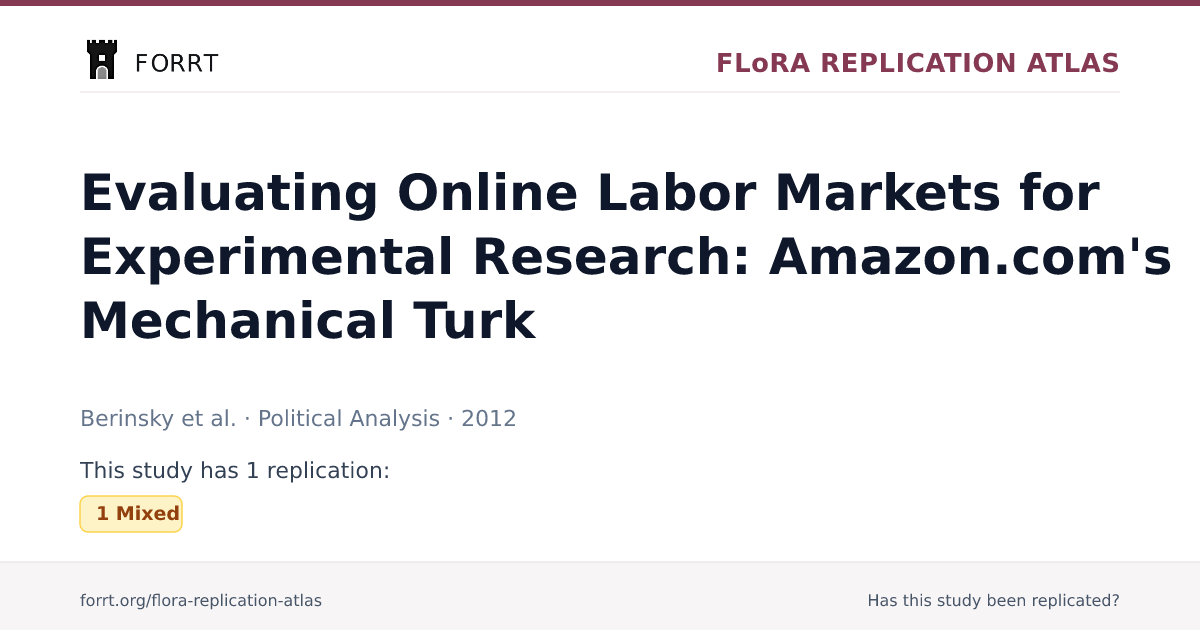 FORRT
FLoRA REPLICATION ATLAS
Evaluating Online Labor Markets for
Experimental Research: Amazon.com's
Mechanical Turk
Berinsky et al. · Political Analysis · 2012
This study has 1 replication:
1 Mixed
forrt.org/flora-replication-atlas
Has this study been replicated?